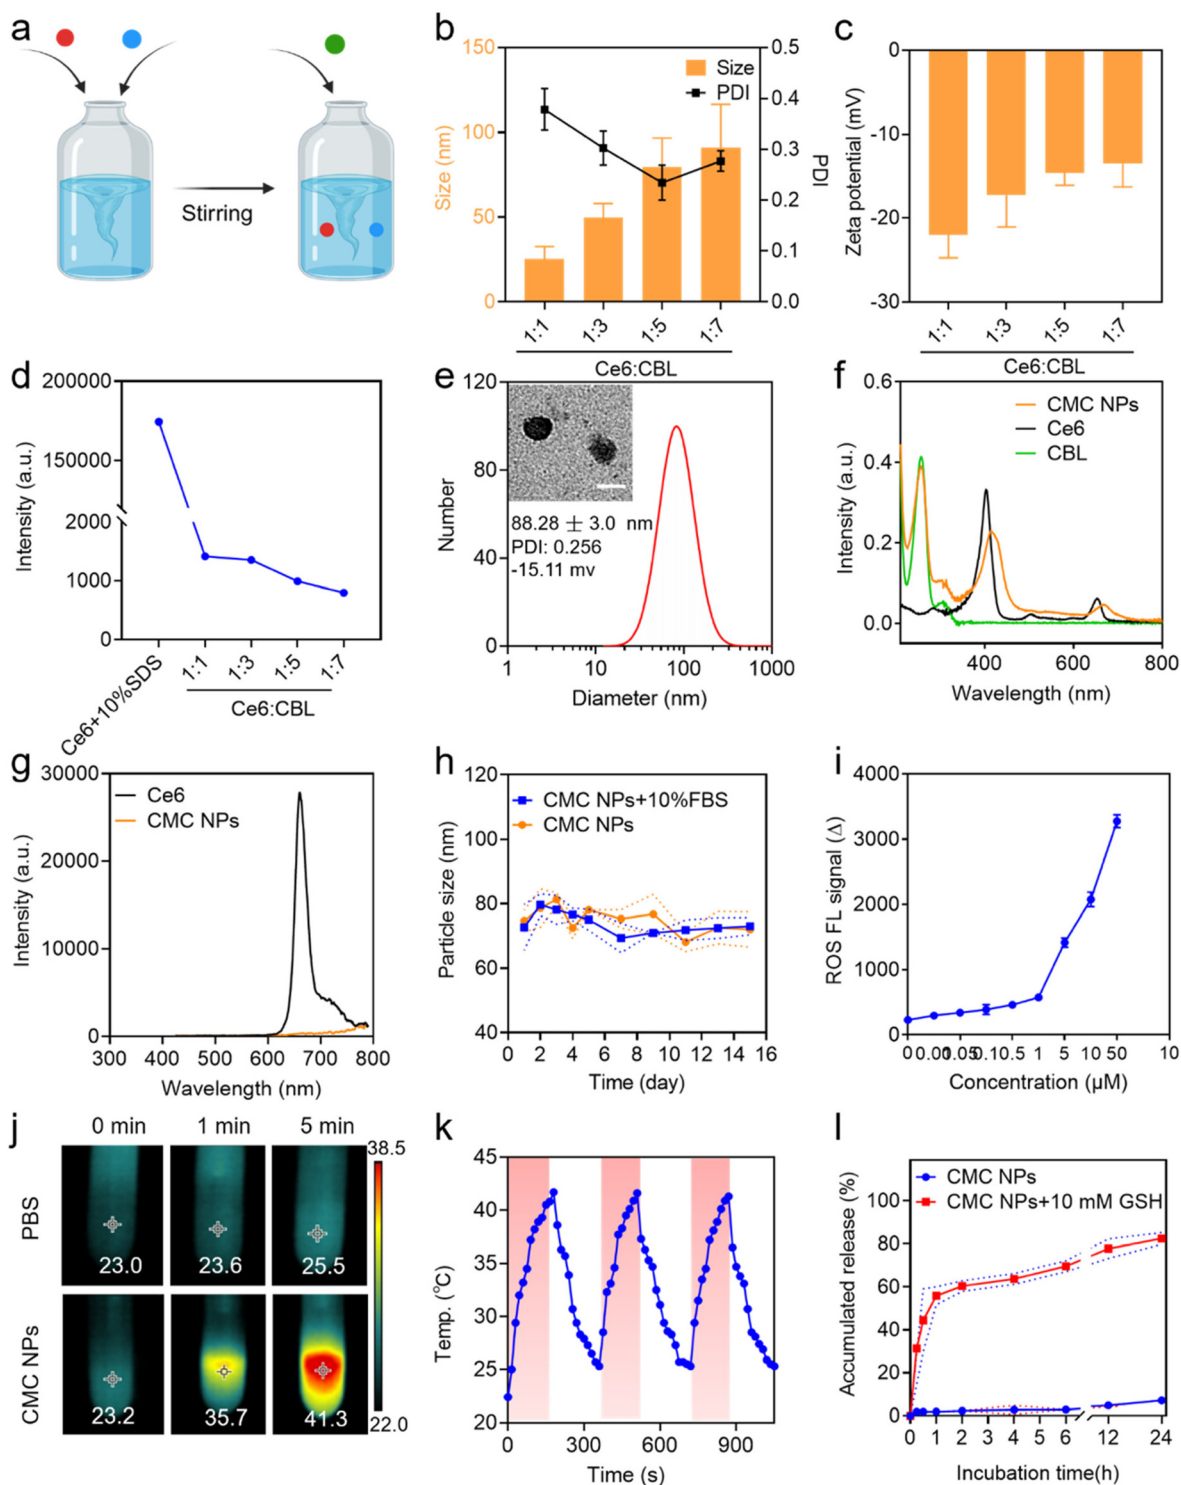 a
Stirring
b
Size
PDI
Size (nm)
150
100
50
0
PDI
0.5
0.4
0.3
0.2
0.1
0.0
1:1
1:3
1:5
1:7
Ce6:CBL
c
Zeta potential (mV)
0
-10
-20
-30
1:1
1:3
1:5
1:7
Ce6:CBL
d
Intensity (a.u.)
200000
150000
2000
1000
0
Ce6+10%SDS
1:1
1:3
1:5
1:7
Ce6:CBL
e
Number
120
80
40
0
88.28 ± 3.0 nm
PDI: 0.256
-15.11 mv
1
10
100
1000
Diameter (nm)
f
Intensity (a.u.)
0.6
0.4
0.2
0.0
CMC NPs
Ce6
CBL
400
600
800
Wavelength (nm)
g
Intensity (a.u.)
30000
20000
10000
0
Ce6
CMC NPs
300 400 500 600 700 800
Wavelength (nm)
h
Particle size (nm)
120
100
80
60
40
CMC NPs+10%FBS
CMC NPs
0 2 4 6 8 10 12 14 16
Time (day)
i
ROS FL signal (Δ)
4000
3000
2000
1000
0
0 0.01 0.05 0.1 0.5 1 5 10 50 10
Concentration (μM)
j
0 min
1 min
5 min
PBS
23.0
23.6
25.5
CMC NPs
23.2
35.7
41.3
38.5
22.0
k
Temp. (°C)
45
40
35
30
25
20
0 300 600 900
Time (s)
l
Accumulated release (%)
100
80
60
40
20
0
CMC NPs
CMC NPs+10 mM GSH
0 1 2 3 4 5 6 12 24
Incubation time(h)